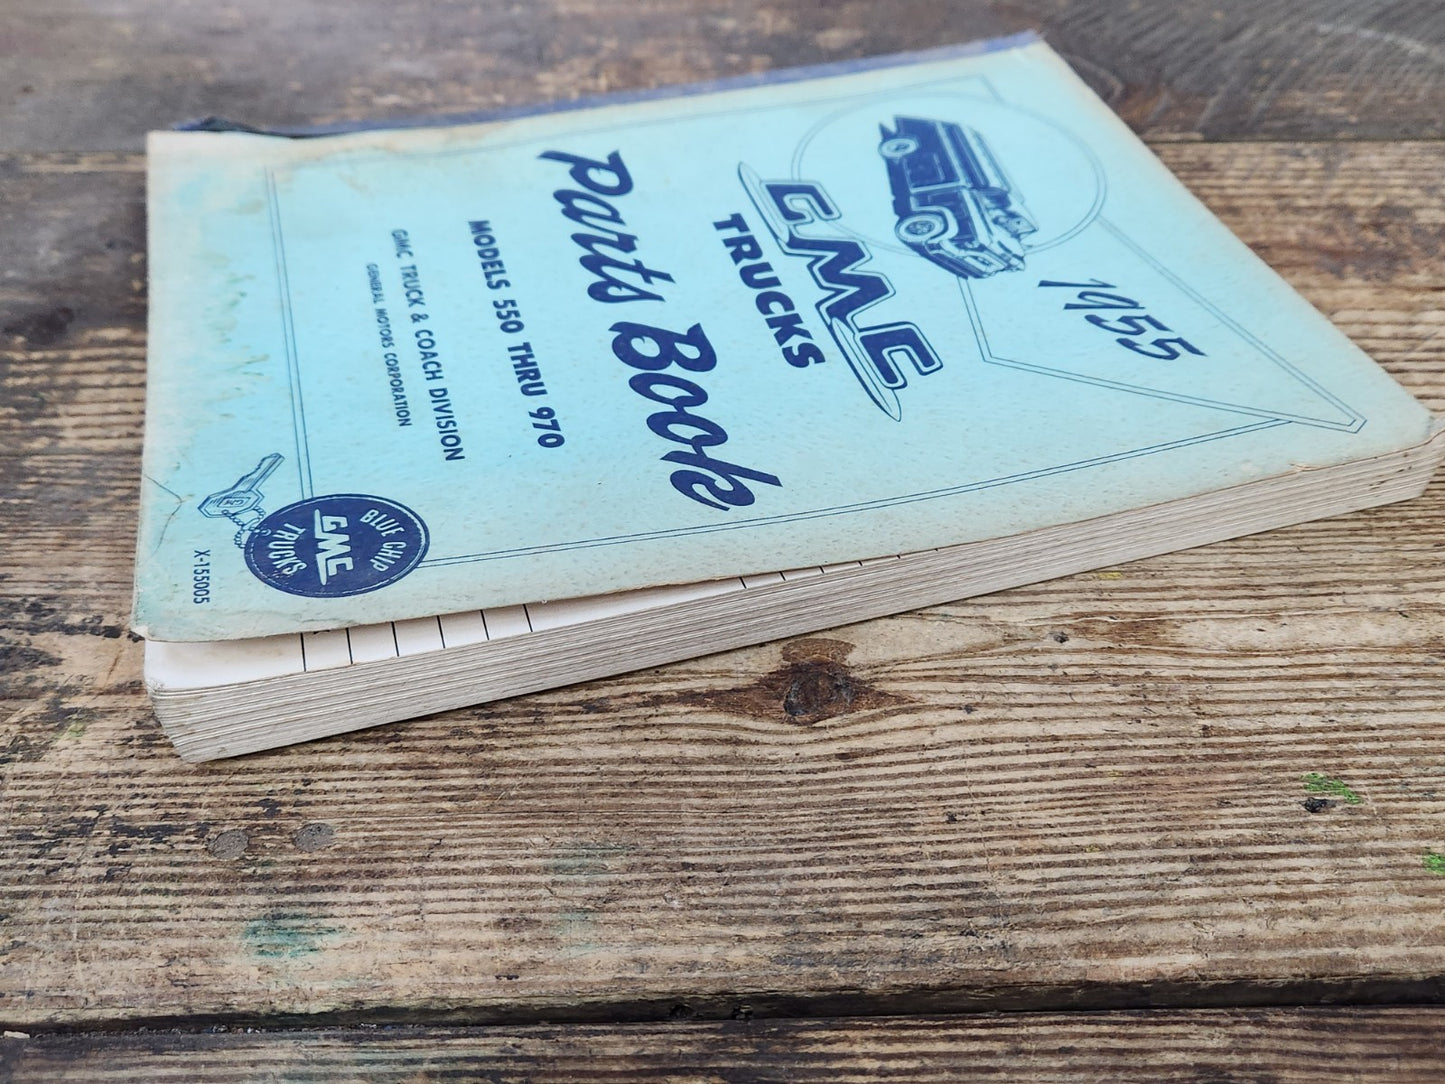 1955
GMC
TRUCKS
Parts Book
MODELS 550 THRU 970
GMC TRUCK & COACH DIVISION
GENERAL MOTORS CORPORATION
BLUE CHIP
GMC
TRUCKS
X-155005